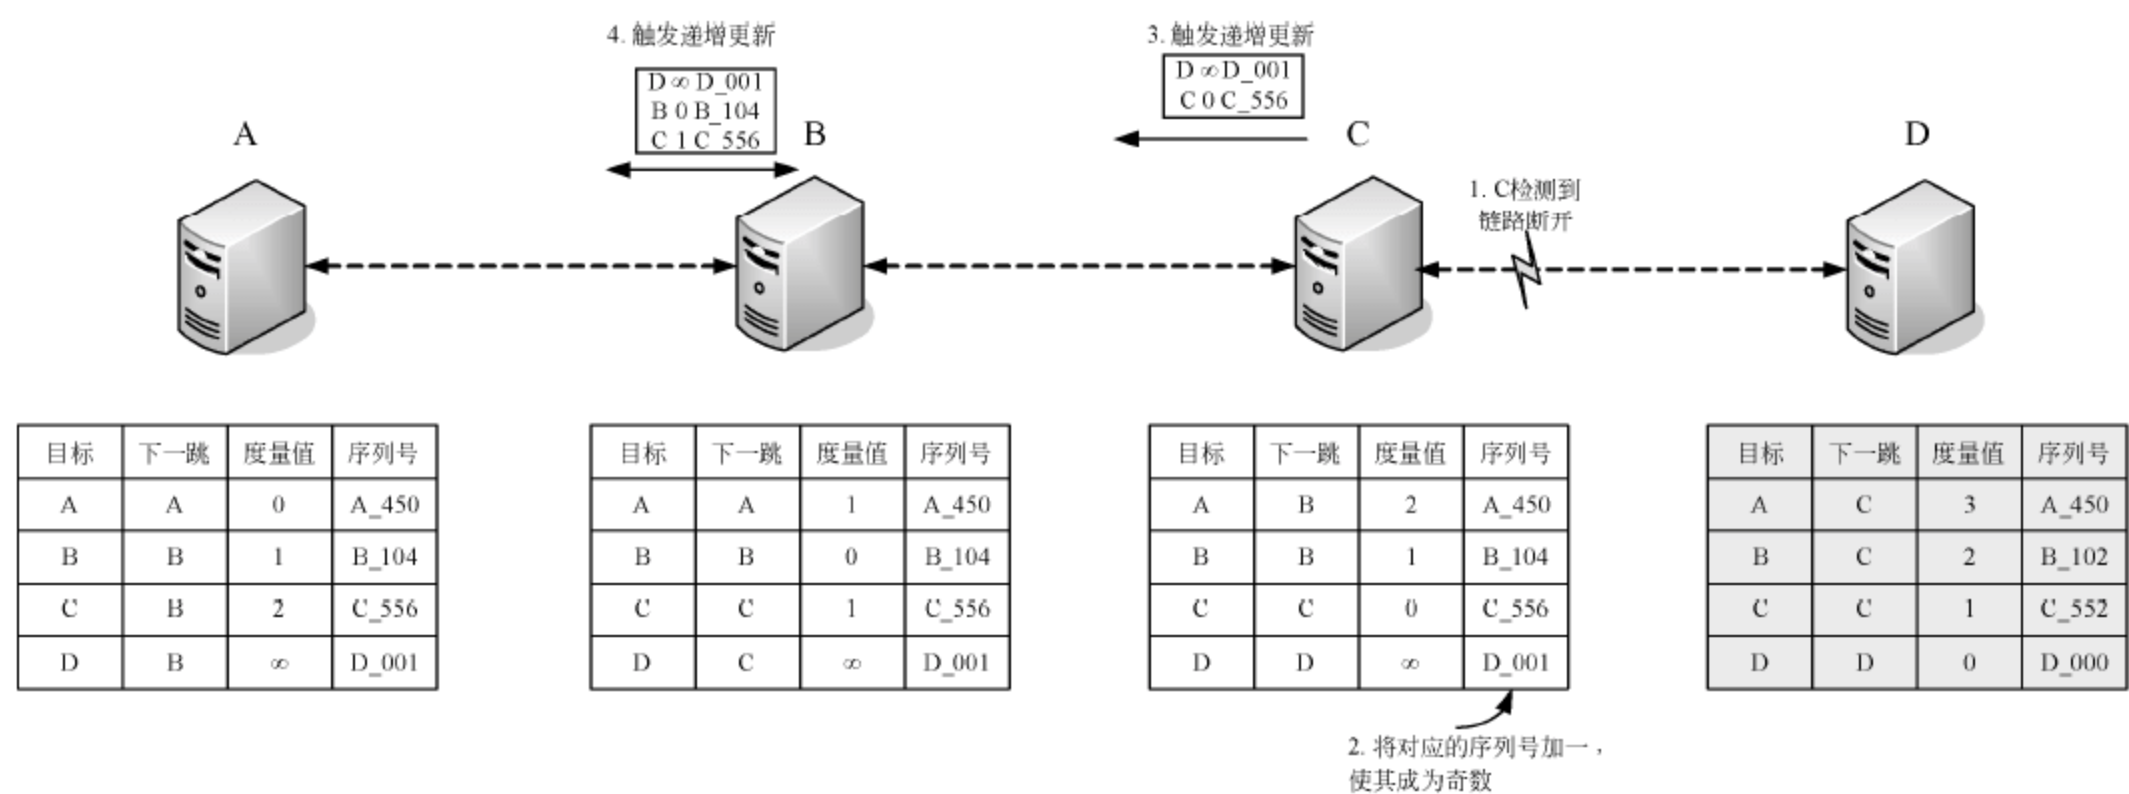 4. 触发递增更新
D ∞ D_001
B 0 B_104
C 1 C_556
3. 触发递增更新
D ∞ D_001
C 0 C_556
A
B
C
D
1. C检测到
链路断开
目标 下一跳 度量值 序列号
A A 0 A_450
B B 1 B_104
C B 2 C_556
D B ∞ D_001
目标 下一跳 度量值 序列号
A A 1 A_450
B B 0 B_104
C C 1 C_556
D C ∞ D_001
目标 下一跳 度量值 序列号
A B 2 A_450
B B 1 B_104
C C 0 C_556
D D ∞ D_001
目标 下一跳 度量值 序列号
A C 3 A_450
B C 2 B_102
C C 1 C_552
D D 0 D_000
2. 将对应的序列号加一，
使其成为奇数